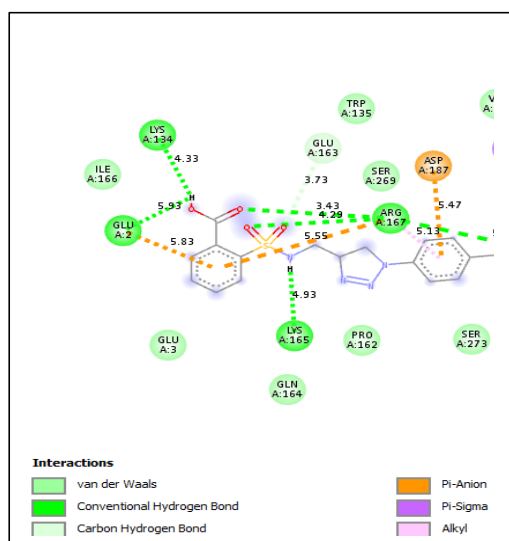 TRP
A:135
V
A:
LYS
A:134
GLU
A:163
4.33
ILE
A:166
SER
A:269
ASP
A:187
3.73
5.93
3.43
4.29
ARG
A:167
5.47
GLU
A:2
H
O
O
5.83
O
S
O
5.55
5.13
N
H
N
N
N
4.93
GLU
A:3
LYS
A:165
PRO
A:162
SER
A:273
GLN
A:164
Interactions
van der Waals
Pi-Anion
Conventional Hydrogen Bond
Pi-Sigma
Carbon Hydrogen Bond
Alkyl